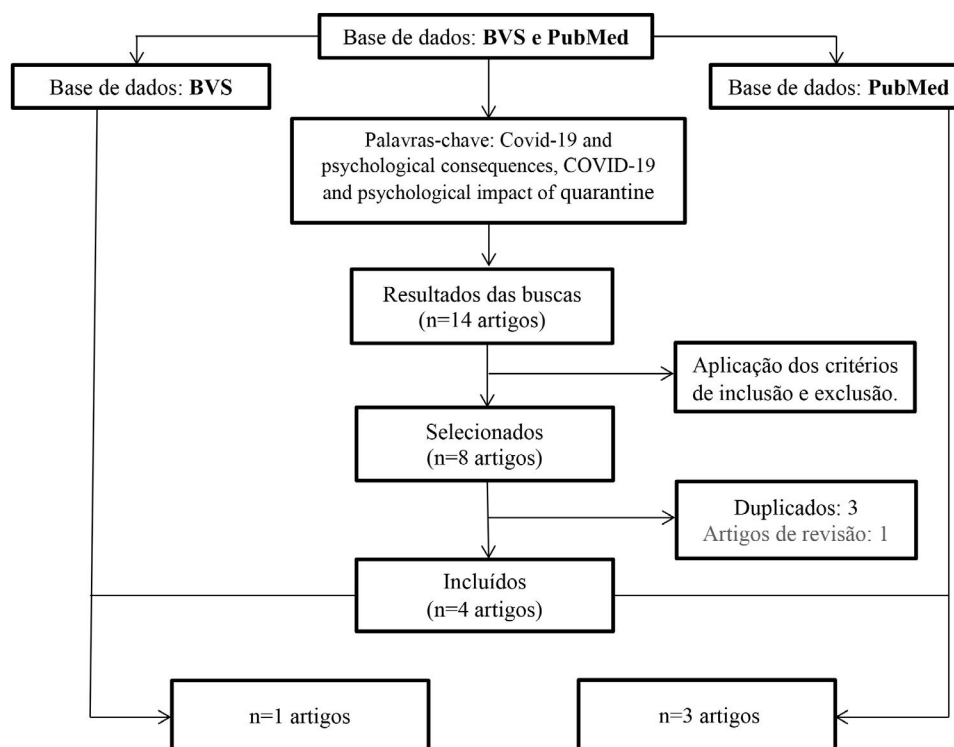 Base de dados: BVS e PubMed
Base de dados: BVS
Base de dados: PubMed
Palavras-chave: Covid-19 and
psychological consequences, COVID-19
and psychological impact of quarantine
Resultados das buscas
(n=14 artigos)
Aplicação dos critérios
de inclusão e exclusão.
Selecionados
(n=8 artigos)
Duplicados: 3
Artigos de revisão: 1
Incluídos
(n=4 artigos)
n=1 artigos
n=3 artigos